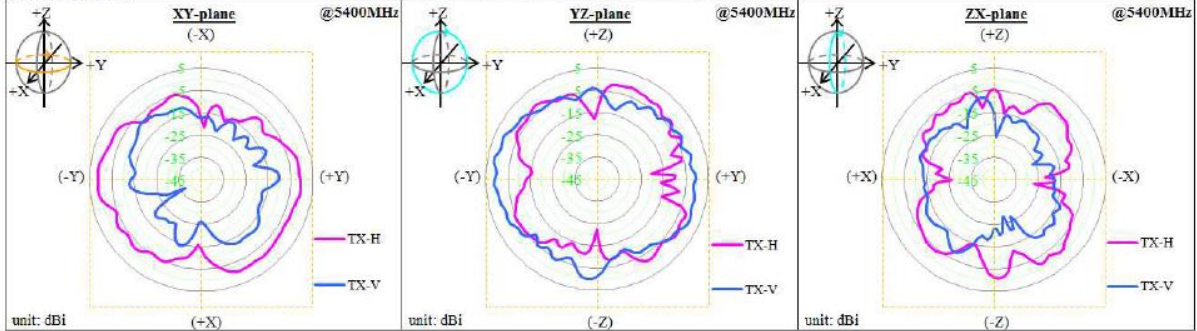 +Z
XY-plane
@5400MHz
(-X)
+Y
+X
5
-5
-15
-25
-35
-45
(-Y)
(+Y)
TX-H
TX-V
unit: dBi
(+X)
+Z
YZ-plane
@5400MHz
(+Z)
+Y
+X
5
-5
-15
-25
-35
-45
(-Y)
(+Y)
TX-H
TX-V
unit: dBi
(-Z)
+Z
ZX-plane
@5400MHz
(+Z)
+Y
+X
5
-5
-15
-25
-35
-45
(+X)
(-X)
TX-H
TX-V
unit: dBi
(-Z)